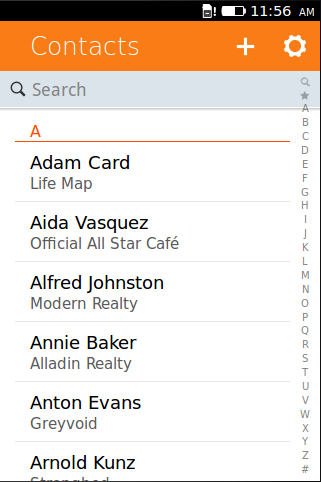 11:56 AM
Contacts
Search
A
Adam Card
Life Map
Aida Vasquez
Official All Star Café
Alfred Johnston
Modern Realty
Annie Baker
Alladin Realty
Anton Evans
Greyvoid
Arnold Kunz
A
B
C
D
E
F
G
H
I
J
K
L
M
N
O
P
Q
R
S
T
U
V
W
X
Y
Z
#